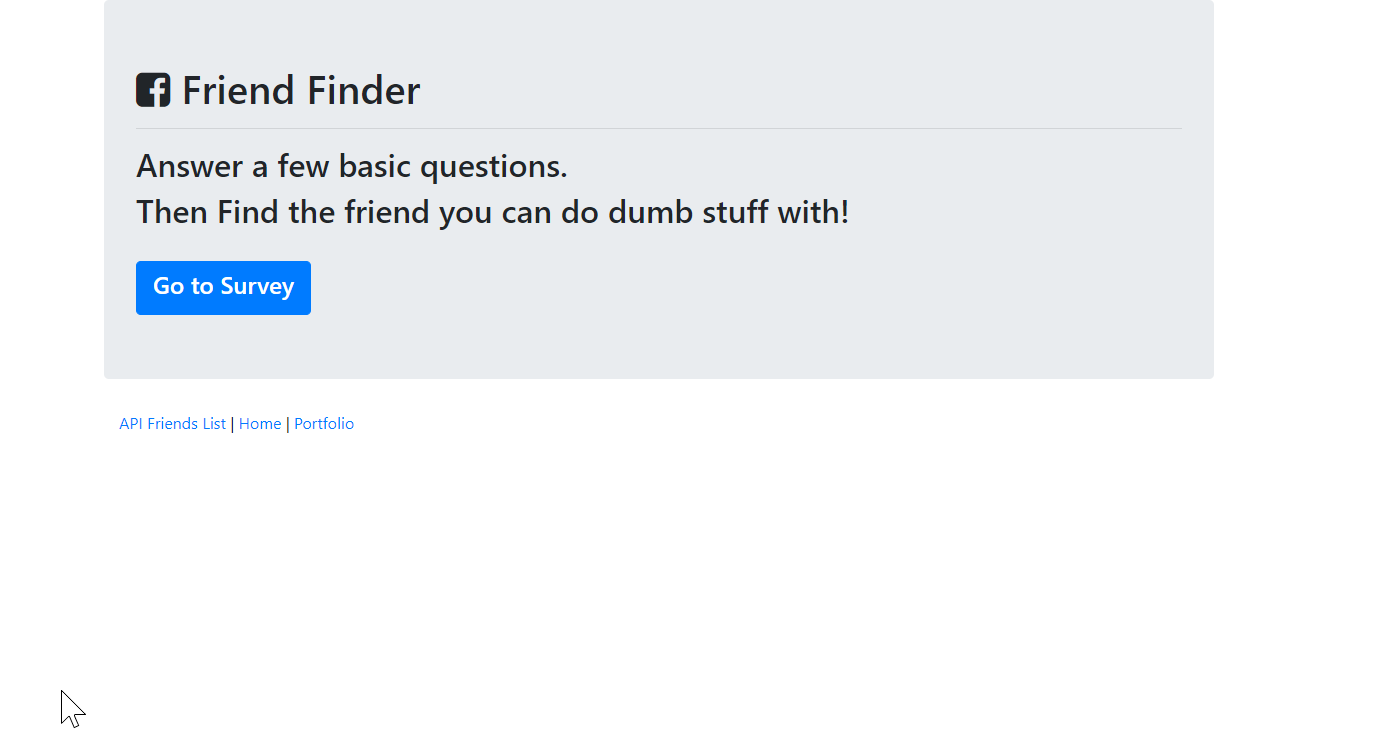 Friend Finder
Answer a few basic questions.
Then Find the friend you can do dumb stuff with!
Go to Survey
API Friends List | Home | Portfolio